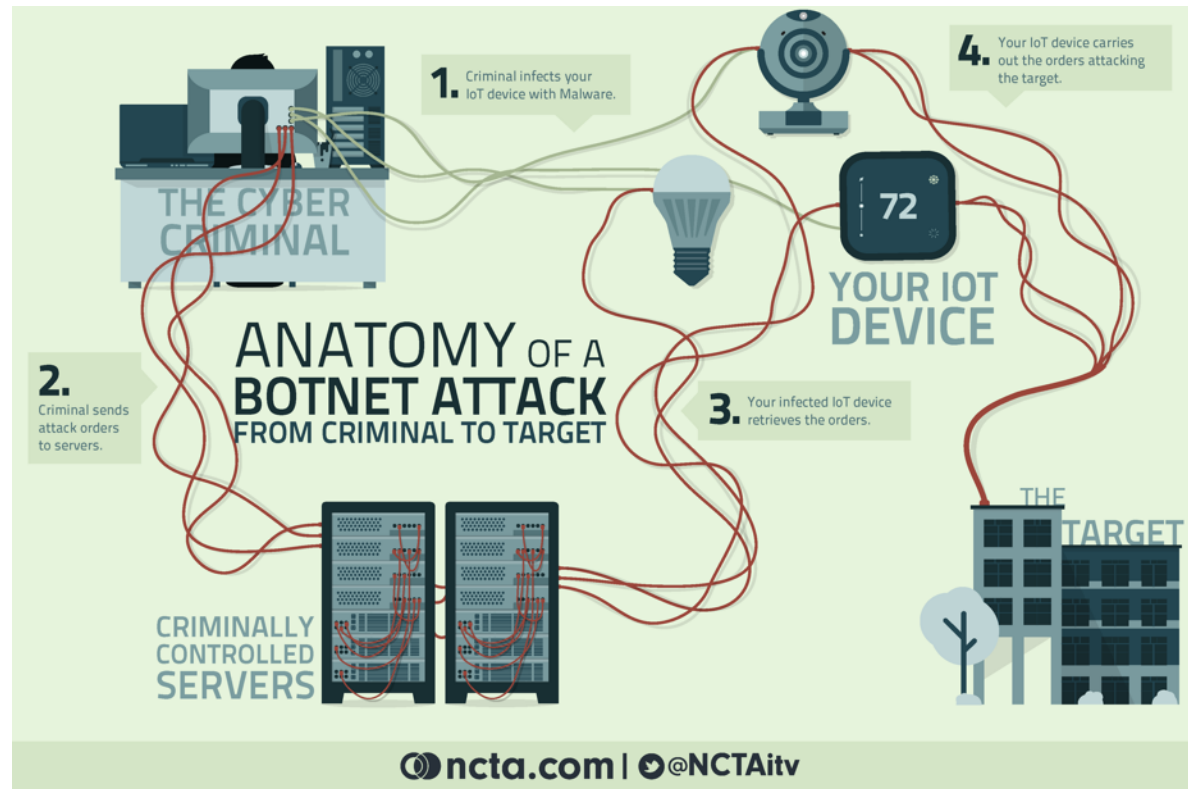 1. Criminal infects your
IoT device with Malware.
4. Your IoT device carries
out the orders attacking
the target.
THE CYBER
CRIMINAL
72
YOUR IOT
DEVICE
ANATOMY OF A
BOTNET ATTACK
FROM CRIMINAL TO TARGET
2.
Criminal sends
attack orders
to servers.
3. Your infected IoT device
retrieves the orders.
THE
TARGET
CRIMINALLY
CONTROLLED
SERVERS
ncta.com | @NCTAitv